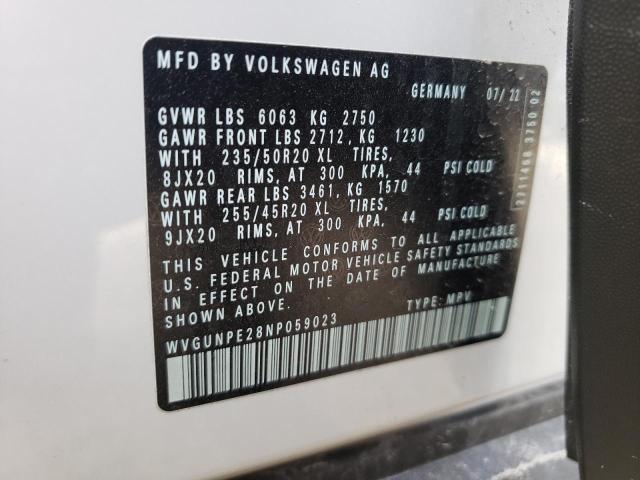 MFD BY VOLKSWAGEN AG
GERMANY 07/22
GVWR LBS 6063 KG 2750
GAWR FRONT LBS 2712, KG 1230
WITH 235/50R20 XL TIRES,
8JX20 RIMS, AT 300 KPA, 44 PSI COLD
GAWR REAR LBS 3461, KG 1570
WITH 255/45R20 XL TIRES,
9JX20 RIMS, AT 300 KPA, 44 PSI COLD
THIS VEHICLE CONFORMS TO ALL APPLICABLE
U.S. FEDERAL MOTOR VEHICLE SAFETY STANDARDS
IN EFFECT ON THE DATE OF MANUFACTURE
SHOWN ABOVE.
TYPE: MPV
WVGUNPE28NP059023
2711468 3750 02